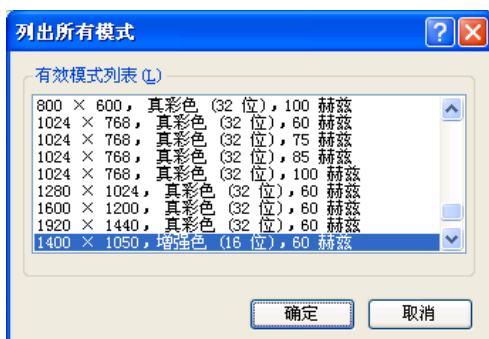 列出所有模式
有效模式列表(L)
800 × 600, 真彩色 (32 位),100 赫兹
1024 × 768, 真彩色 (32 位),60 赫兹
1024 × 768, 真彩色 (32 位),75 赫兹
1024 × 768, 真彩色 (32 位),85 赫兹
1024 × 768, 真彩色 (32 位),100 赫兹
1280 × 1024, 真彩色 (32 位),60 赫兹
1600 × 1200, 真彩色 (32 位),60 赫兹
1920 × 1440, 真彩色 (32 位),60 赫兹
1400 × 1050,增强色 (16 位),60 赫兹
确定 取消